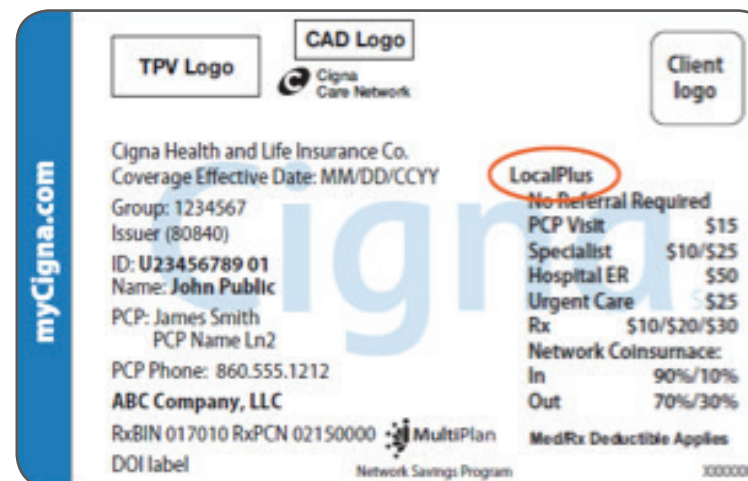 myCigna.com
TPV Logo
CAD Logo
Cigna
Care Network
Client
logo
Cigna Health and Life Insurance Co.
Coverage Effective Date: MM/DD/CCYY
Group: 1234567
Issuer (80840)
ID: U23456789 01
Name: John Public
PCP: James Smith
PCP Name Ln2
PCP Phone: 860.555.1212
ABC Company, LLC
RxBIN 017010 RxPCN 02150000
MultiPlan
DOI label
Network Savings Program
LocalPlus
No Referral Required
PCP Visit $15
Specialist $10/$25
Hospital ER $50
Urgent Care $25
Rx $10/$20/$30
Network Coinsurnace:
In 90%/10%
Out 70%/30%
Med/Rx Deductible Applies
Cigna